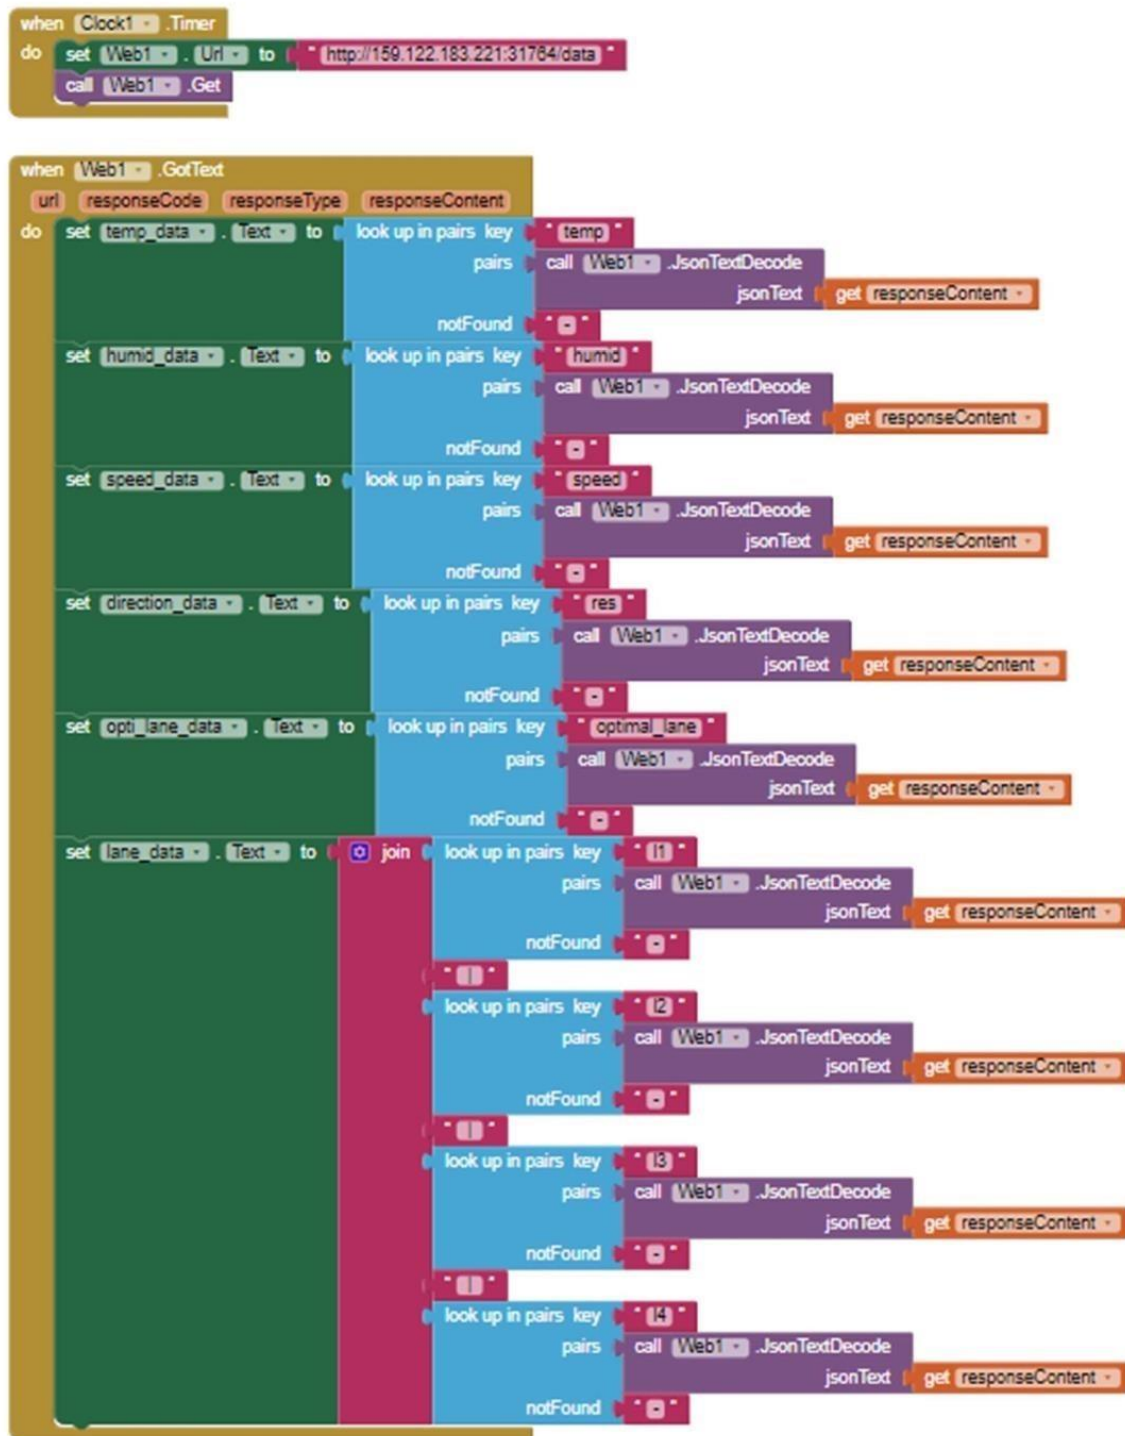 when Clock1 .Timer
do set Web1 . Url to " http://159.122.183.221:31764/data "
call Web1 .Get
when Web1 .GotText
url responseCode responseType responseContent
do set temp_data . Text to look up in pairs key " temp "
pairs call Web1 .JsonTextDecode
jsonText get responseContent
notFound " - "
set humid_data . Text to look up in pairs key " humid "
pairs call Web1 .JsonTextDecode
jsonText get responseContent
notFound " - "
set speed_data . Text to look up in pairs key " speed "
pairs call Web1 .JsonTextDecode
jsonText get responseContent
notFound " - "
set direction_data . Text to look up in pairs key " res "
pairs call Web1 .JsonTextDecode
jsonText get responseContent
notFound " - "
set opti_lane_data . Text to look up in pairs key " optimal_lane "
pairs call Web1 .JsonTextDecode
jsonText get responseContent
notFound " - "
set lane_data . Text to join look up in pairs key " l1 "
pairs call Web1 .JsonTextDecode
jsonText get responseContent
notFound " - "
" | "
look up in pairs key " l2 "
pairs call Web1 .JsonTextDecode
jsonText get responseContent
notFound " - "
" | "
look up in pairs key " l3 "
pairs call Web1 .JsonTextDecode
jsonText get responseContent
notFound " - "
" | "
look up in pairs key " l4 "
pairs call Web1 .JsonTextDecode
jsonText get responseContent
notFound " - "